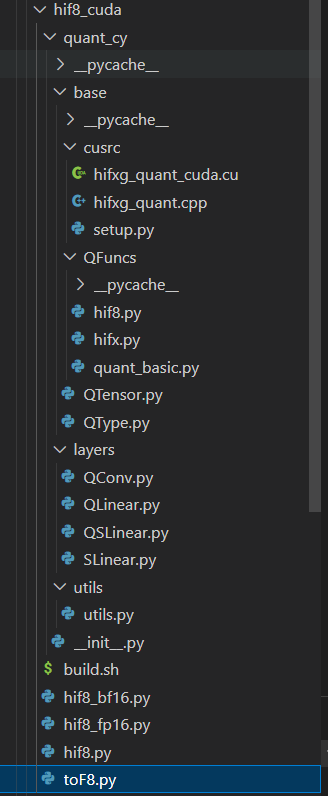 hif8_cuda
quant_cy
__pycache__
base
__pycache__
cusrc
hifxg_quant_cuda.cu
hifxg_quant.cpp
setup.py
QFuncs
__pycache__
hif8.py
hifx.py
quant_basic.py
QTensor.py
QType.py
layers
QConv.py
QLinear.py
QSLinear.py
SLinear.py
utils
utils.py
__init__.py
build.sh
hif8_bf16.py
hif8_fp16.py
hif8.py
toF8.py